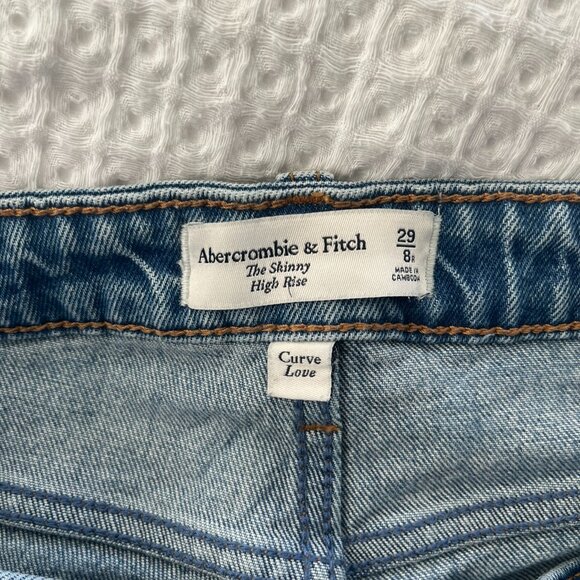 Abercrombie & Fitch
The Skinny
High Rise
29
8R
MADE IN
CAMBODIA
Curve
Love